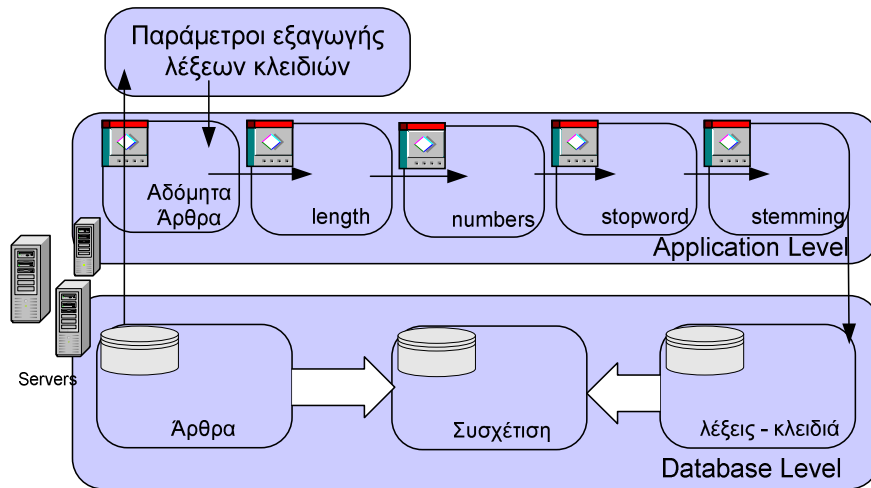 Παράμετροι εξαγωγής
λέξεων κλειδιών
Αδόμητα
Άρθρα
length
numbers
stopword
stemming
Application Level
Servers
Άρθρα
Συσχέτιση
λέξεις - κλειδιά
Database Level